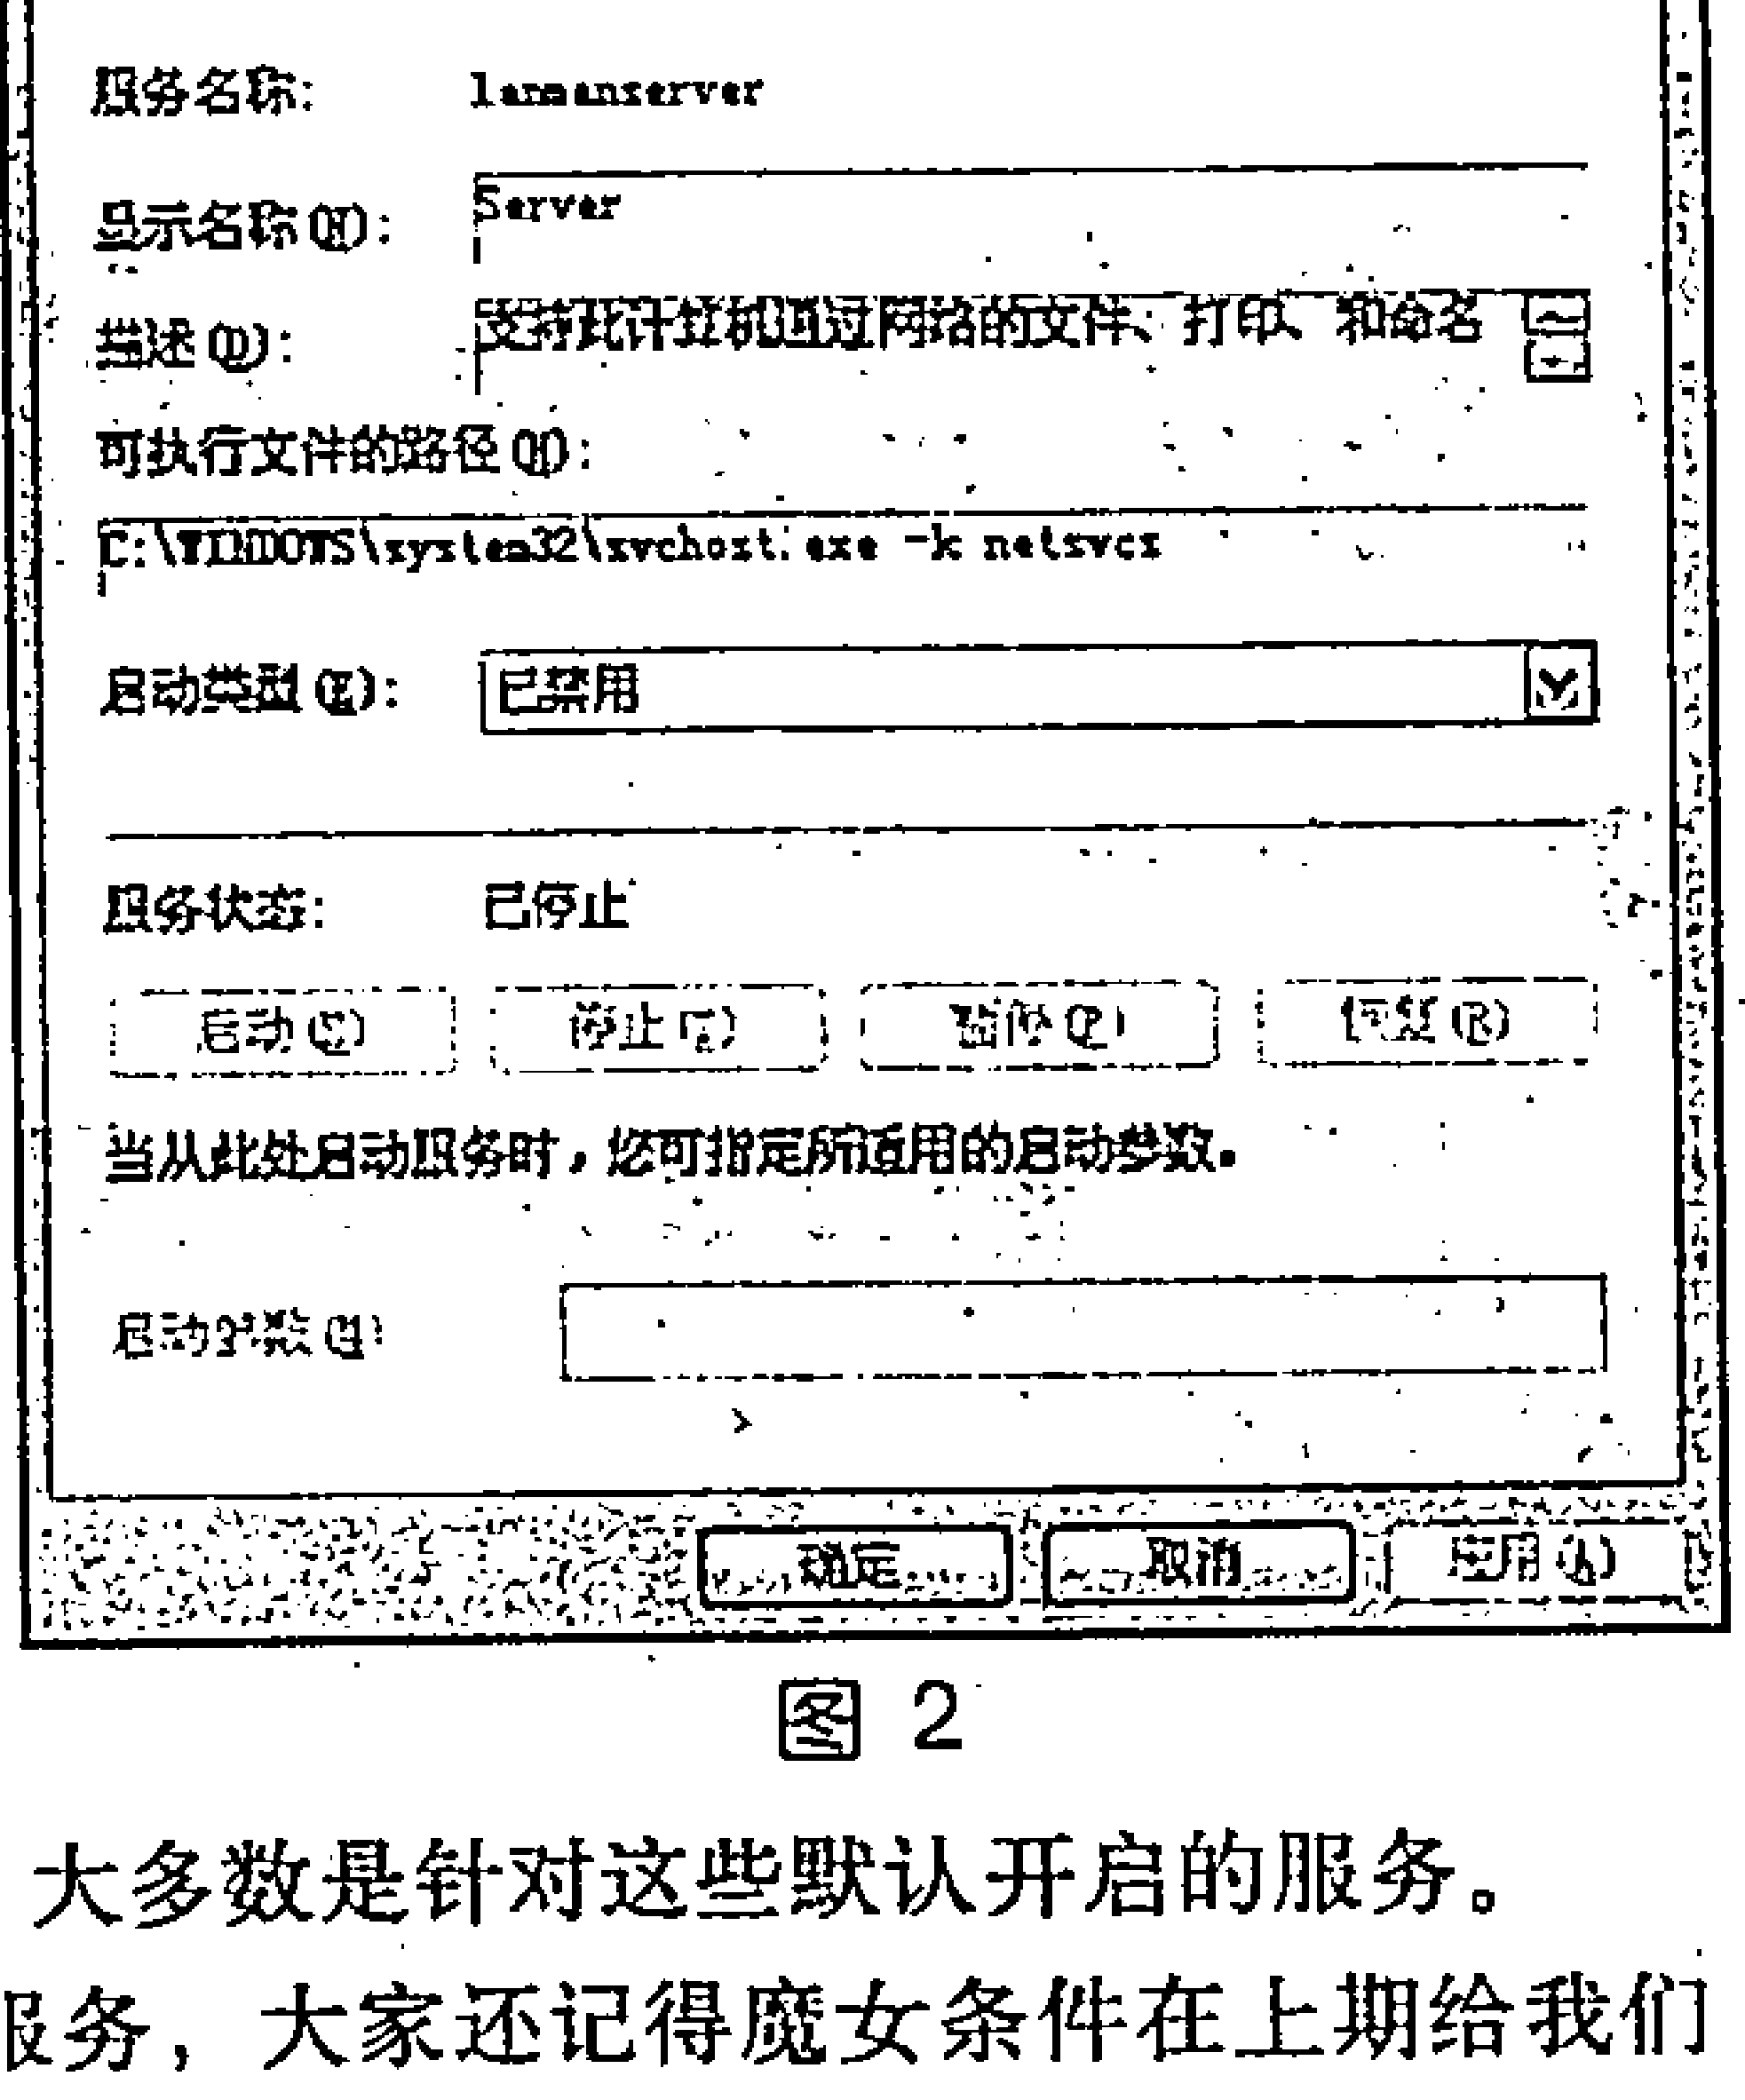 服务名称: lanmanserver
显示名称(N): Server
描述(D): 支持此计算机通过网络的文件、打印、和命名
可执行文件的路径(H):
C:\WINDOWS\system32\svchost.exe -k netsvcs
启动类型(E): 已禁用
服务状态: 已停止
启动(S) 停止(T) 暂停(P) 恢复(R)
当从此处启动服务时，您可指定所适用的启动参数。
启动参数(M):
确定 取消 应用(A)
图 2
大多数是针对这些默认开启的服务。
服务，大家还记得魔女条件在上期给我们